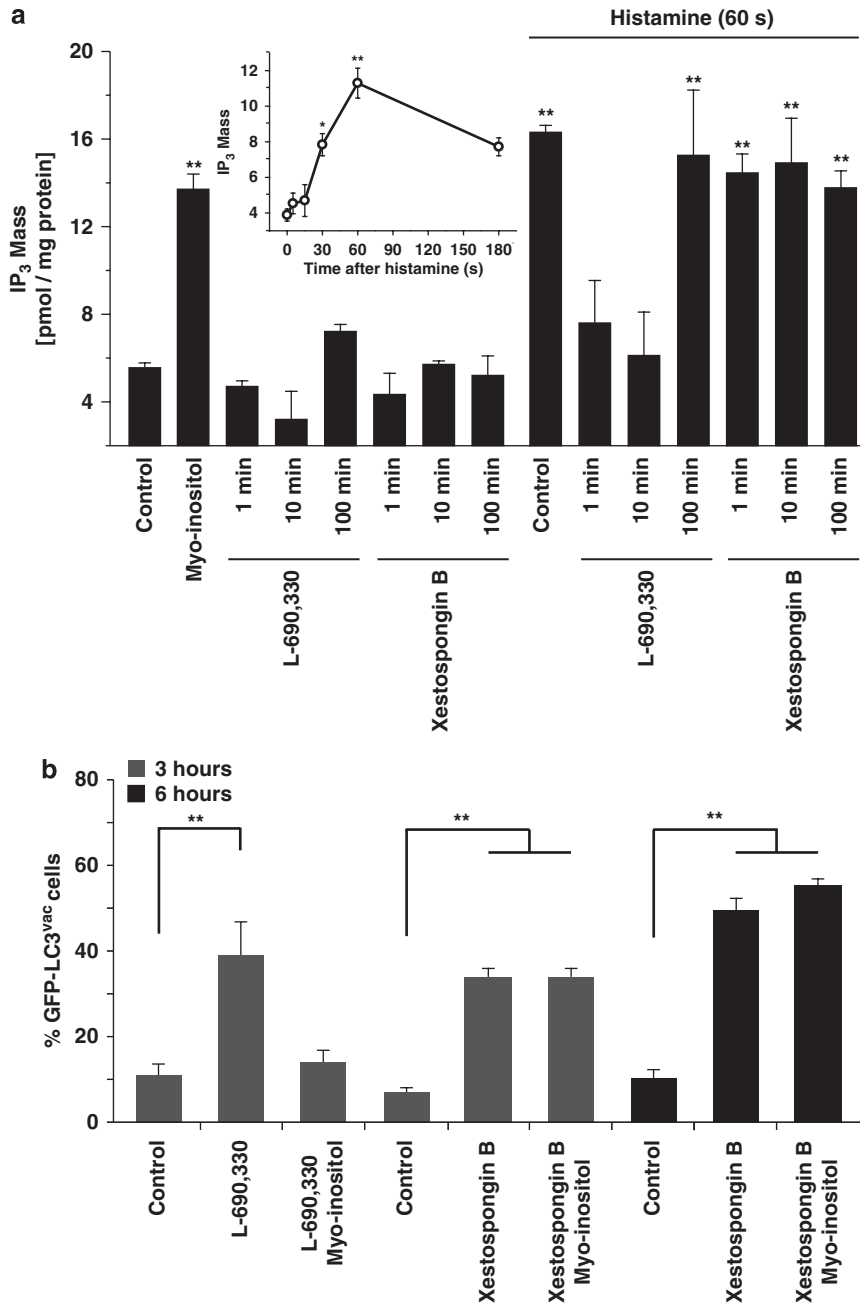 a
Histamine (60 s)
IP3 Mass
[pmol / mg protein]
20
16
12
8
4
**
IP3 Mass
12
10
8
6
4
*
**
0 30 60 90 120 150 180
Time after histamine (s)
**
**
**
**
**
Control
Myo-inositol
1 min
10 min
100 min
L-690,330
1 min
10 min
100 min
Xestospongin B
Control
1 min
10 min
100 min
L-690,330
1 min
10 min
100 min
Xestospongin B
b
3 hours
6 hours
% GFP-LC3vac cells
80
60
40
20
0
**
**
**
Control
L-690,330
L-690,330
Myo-inositol
Control
Xestospongin B
Xestospongin B
Myo-inositol
Control
Xestospongin B
Xestospongin B
Myo-inositol